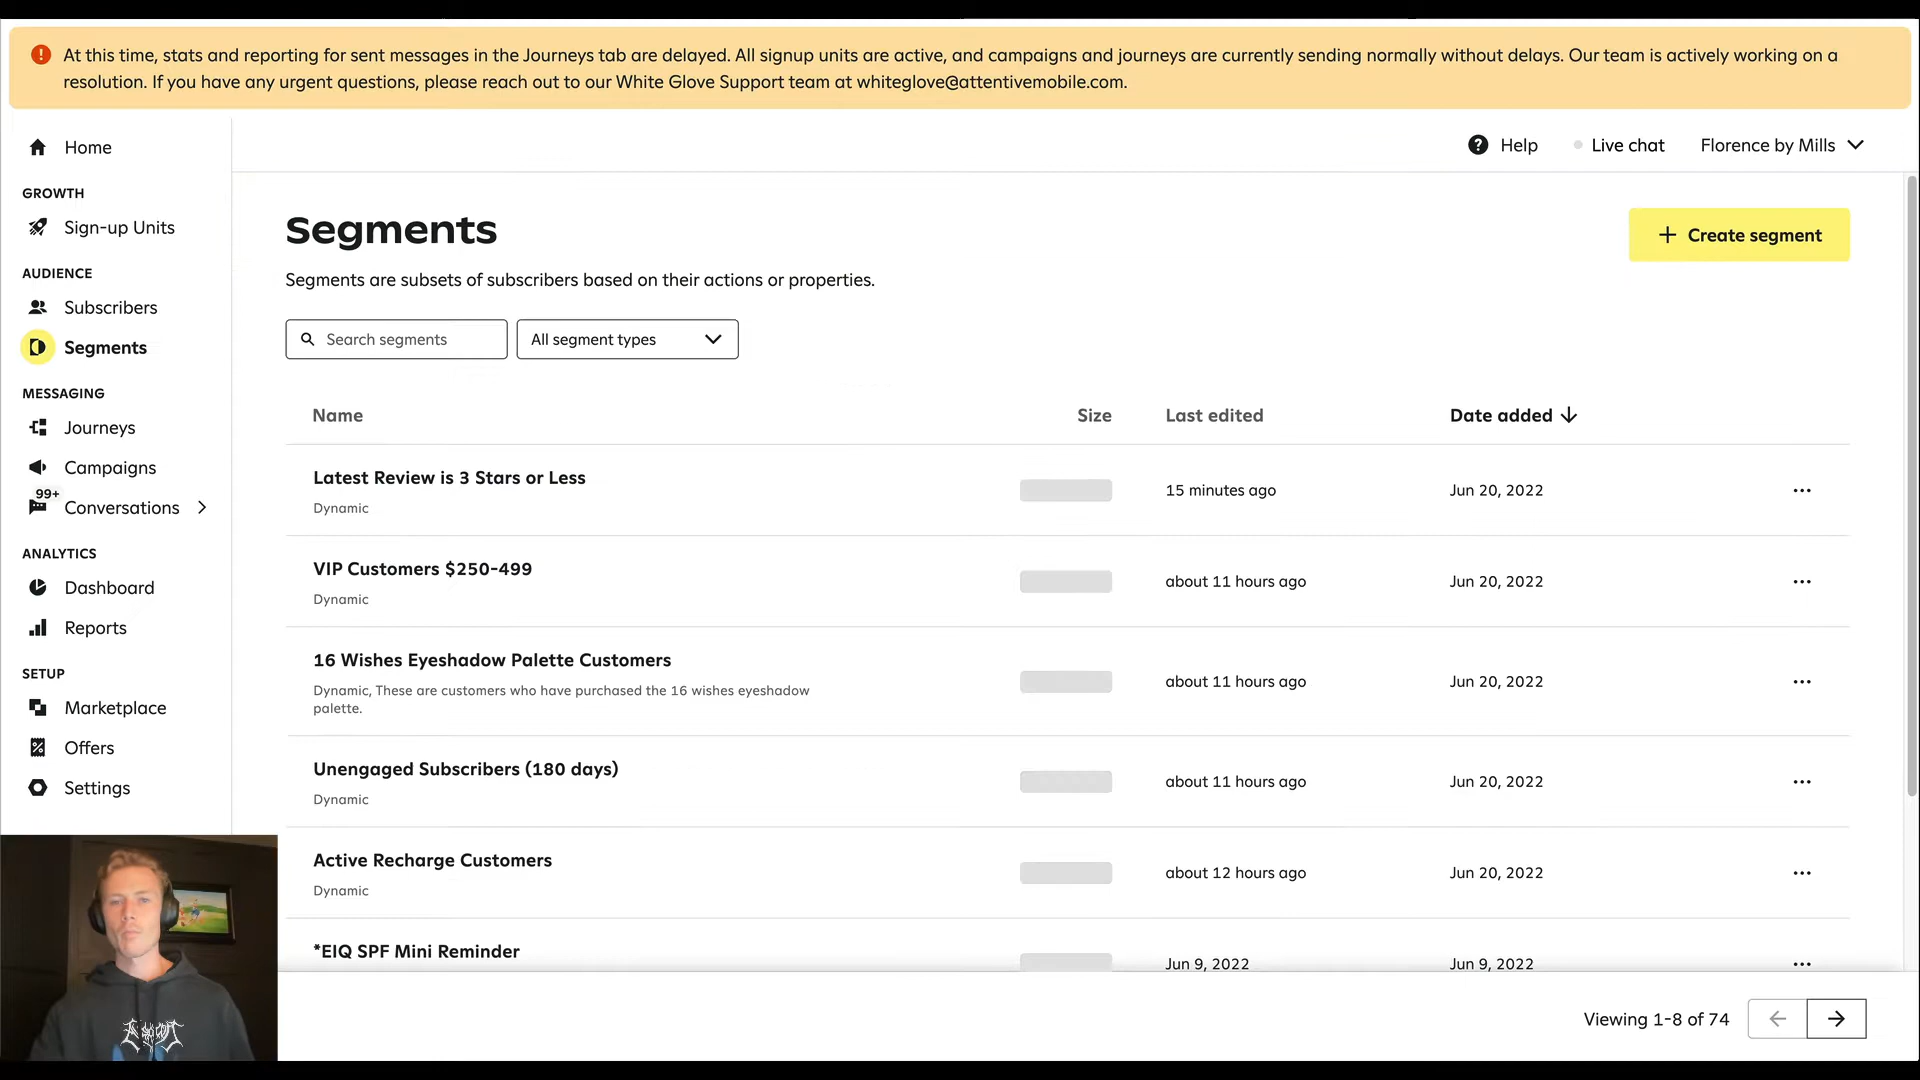 At this time, stats and reporting for sent messages in the Journeys tab are delayed. All signup units are active, and campaigns and journeys are currently sending normally without delays. Our team is actively working on a
resolution. If you have any urgent questions, please reach out to our White Glove Support team at whiteglove@attentivemobile.com.
Home
Help
Live chat
Florence by Mills
GROWTH
Sign-up Units
AUDIENCE
Subscribers
Segments
MESSAGING
Journeys
Campaigns
99+
Conversations
ANALYTICS
Dashboard
Reports
SETUP
Marketplace
Offers
Settings
Segments
Create segment
Segments are subsets of subscribers based on their actions or properties.
Search segments
All segment types
Name Size Last edited Date added
Latest Review is 3 Stars or Less
Dynamic
15 minutes ago Jun 20, 2022
VIP Customers $250-499
Dynamic
about 11 hours ago Jun 20, 2022
16 Wishes Eyeshadow Palette Customers
Dynamic, These are customers who have purchased the 16 wishes eyeshadow
palette.
about 11 hours ago Jun 20, 2022
Unengaged Subscribers (180 days)
Dynamic
about 11 hours ago Jun 20, 2022
Active Recharge Customers
Dynamic
about 12 hours ago Jun 20, 2022
*EIQ SPF Mini Reminder
Jun 9, 2022 Jun 9, 2022
Viewing 1-8 of 74